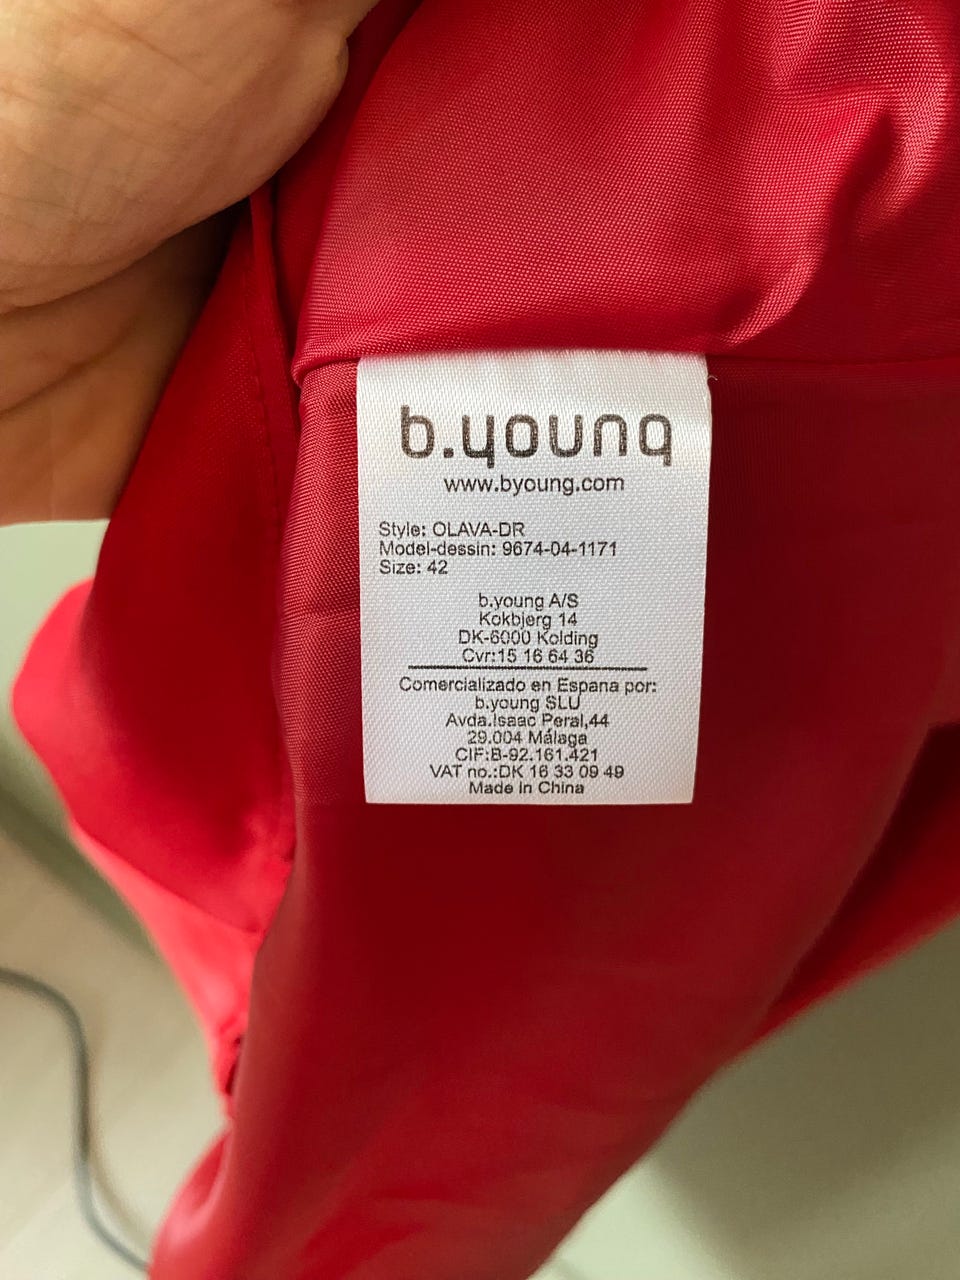 b.young
www.byoung.com
Style: OLAVA-DR
Model-dessin: 9674-04-1171
Size: 42
b.young A/S
Kokbjerg 14
DK-6000 Kolding
Cvr:15 16 64 36
Comercializado en Espana por:
b.young SLU
Avda.Isaac Peral,44
29.004 Málaga
CIF:B-92.161.421
VAT no.:DK 16 33 09 49
Made in China